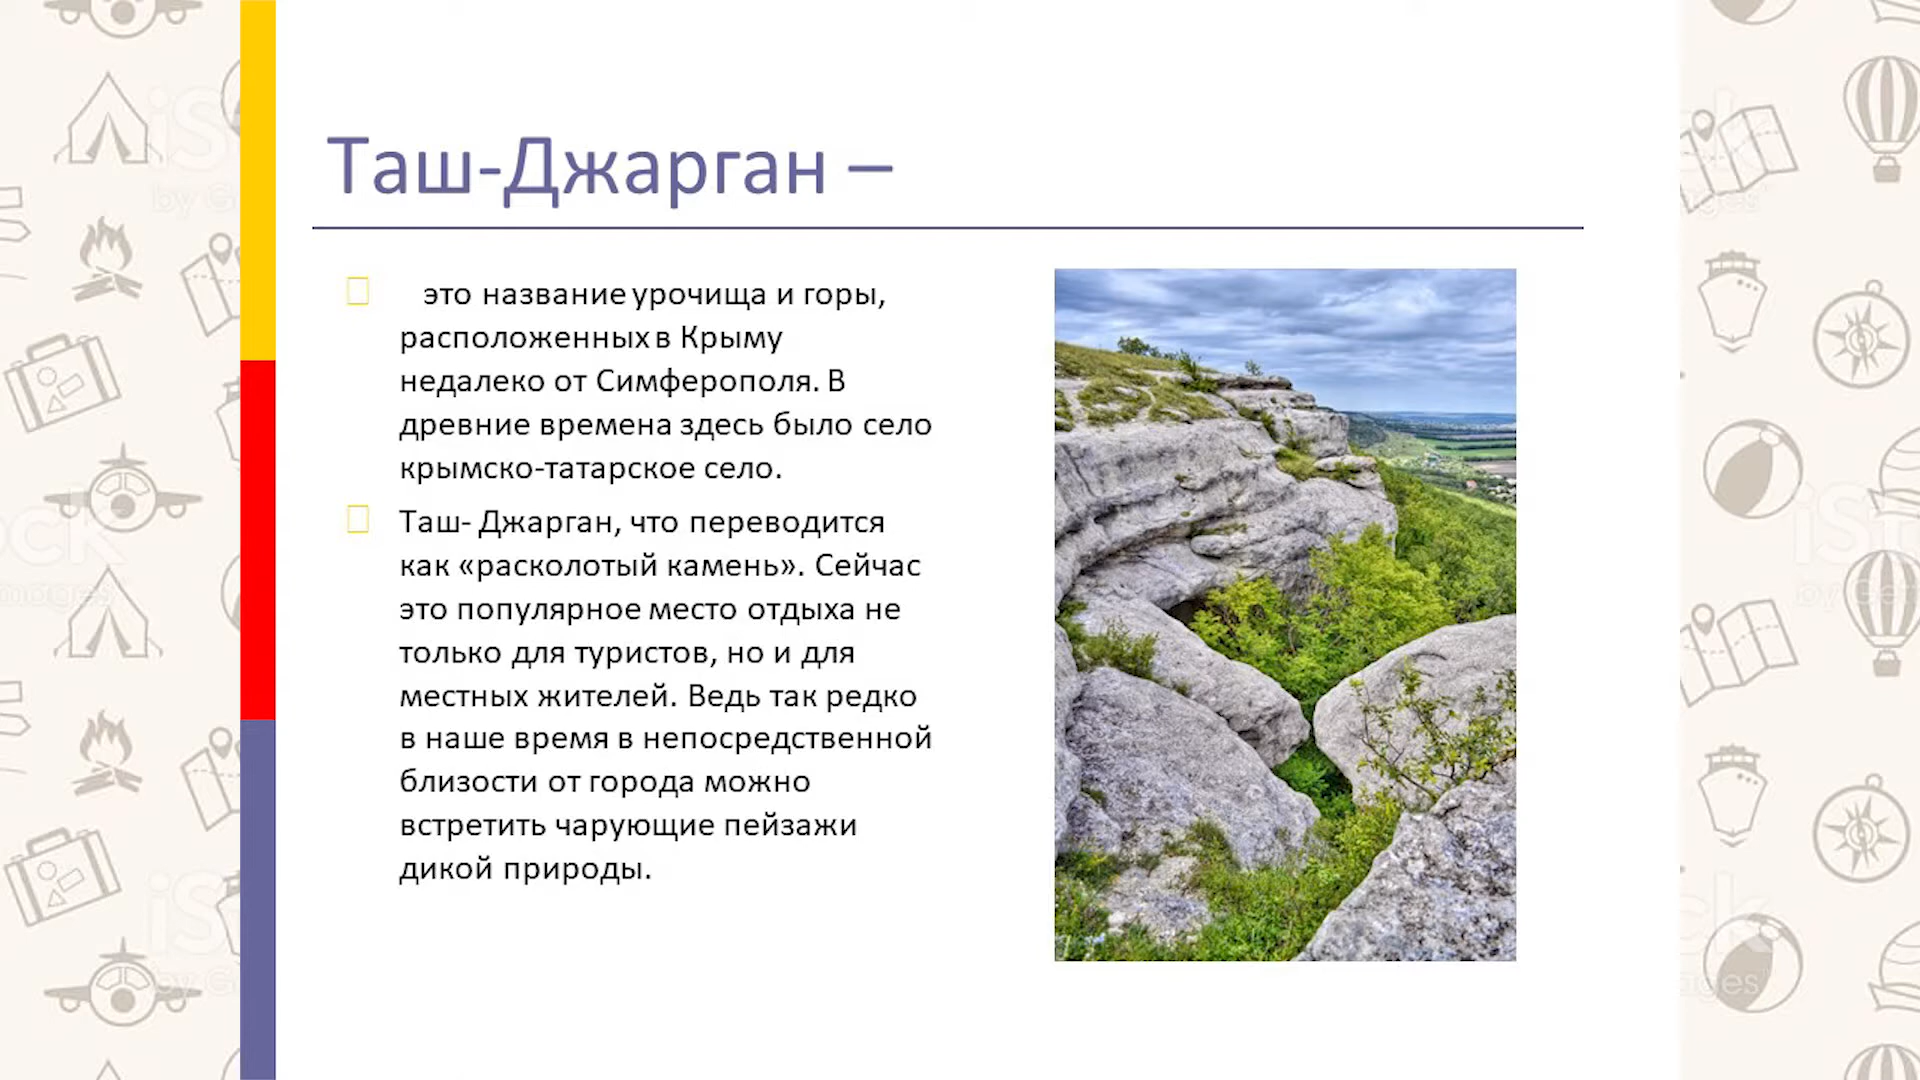 Таш-Джарган –
это название урочища и горы,
расположенных в Крыму
недалеко от Симферополя. В
древние времена здесь было село
крымско-татарское село.
Таш- Джарган, что переводится
как «расколотый камень». Сейчас
это популярное место отдыха не
только для туристов, но и для
местных жителей. Ведь так редко
в наше время в непосредственной
близости от города можно
встретить чарующие пейзажи
дикой природы.